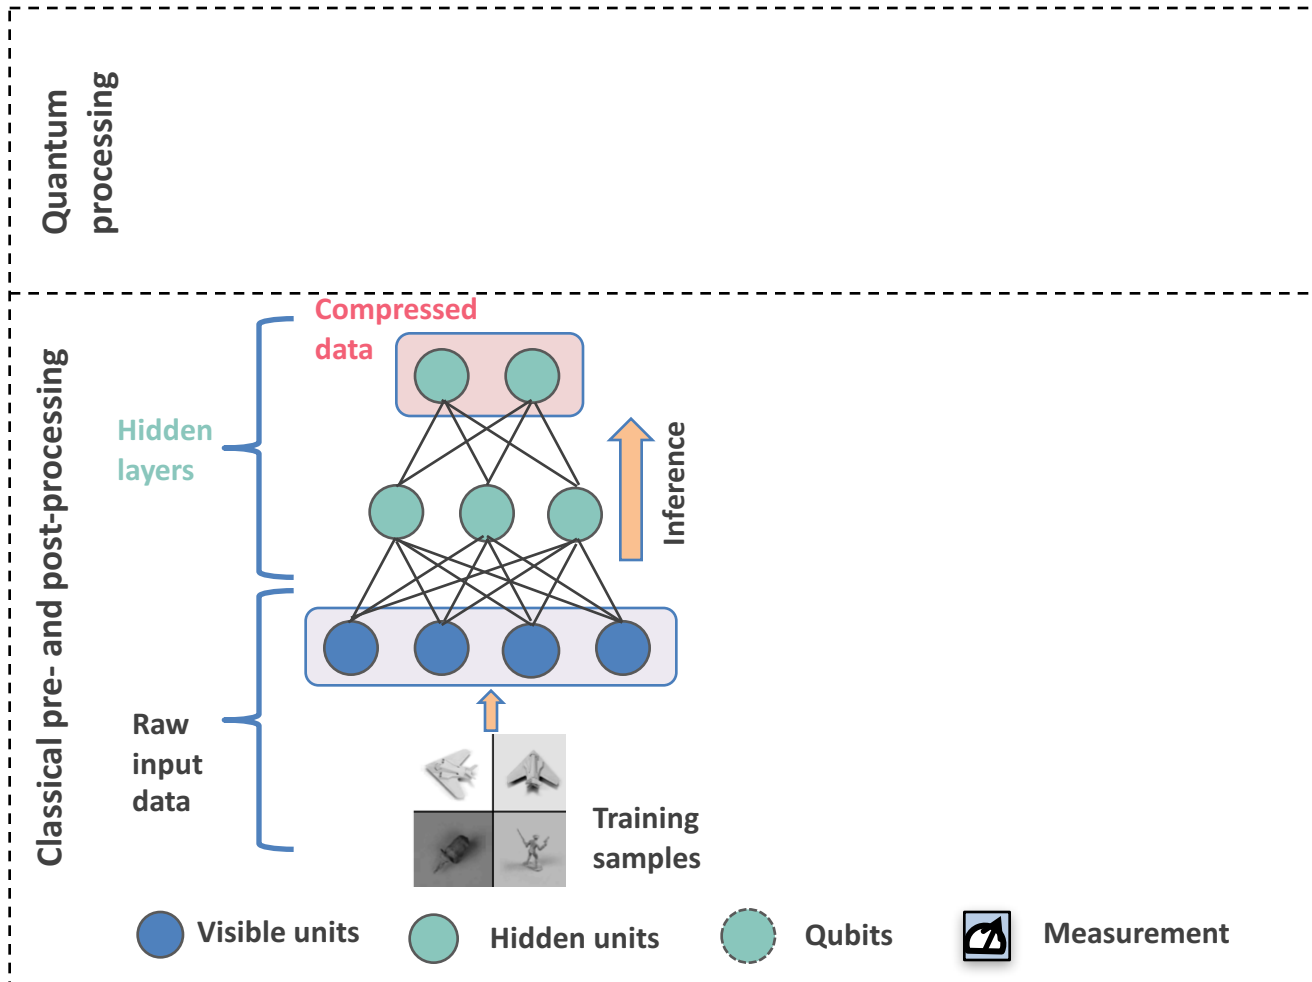 Quantum
processing
Compressed
data
Hidden
layers
Inference
Classical pre- and post-processing
Raw
input
data
Training
samples
Visible units
Hidden units
Qubits
Measurement